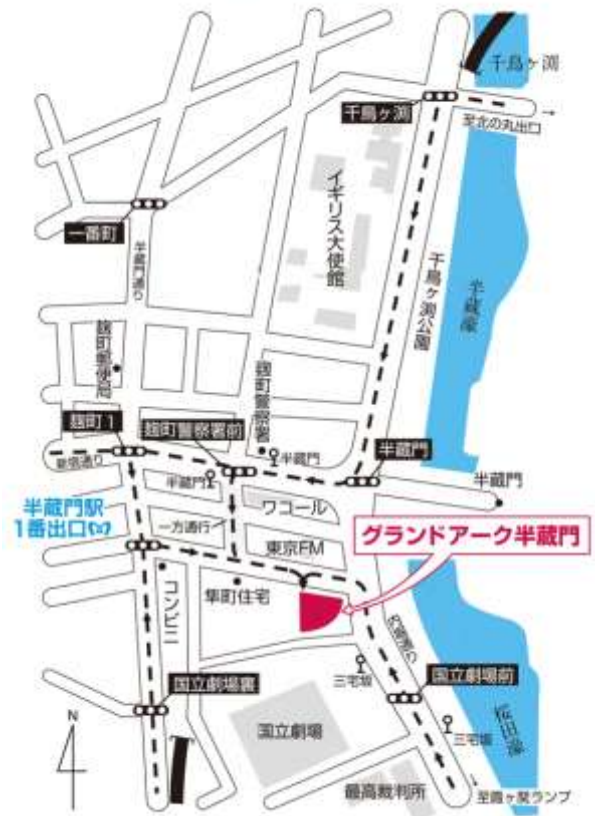 千鳥ヶ渕
千鳥ヶ渕
至北の丸出口
イギリス大使館
一番町
半蔵門通り
千鳥ヶ渕公園
半蔵濠
麹町郵便局
麹町警察署
麹町1
麹町警察署前
半蔵門
半蔵門
新宿通り
半蔵門
半蔵門
ワコール
半蔵門駅
1番出口
一方通行
東京FM
グランドアーク半蔵門
コンビニ
隼町住宅
内堀通り
三宅坂
国立劇場裏
国立劇場前
N
国立劇場
三宅坂
桜田濠
最高裁判所
至霞ヶ関ランプ